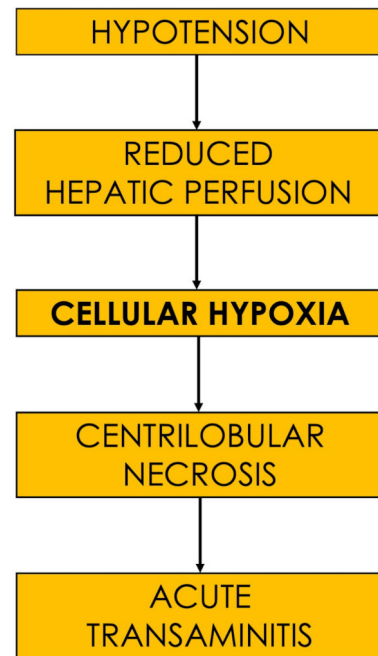 HYPOTENSION
REDUCED
HEPATIC PERFUSION
CELLULAR HYPOXIA
CENTRILOBULAR
NECROSIS
ACUTE
TRANSAMINITIS